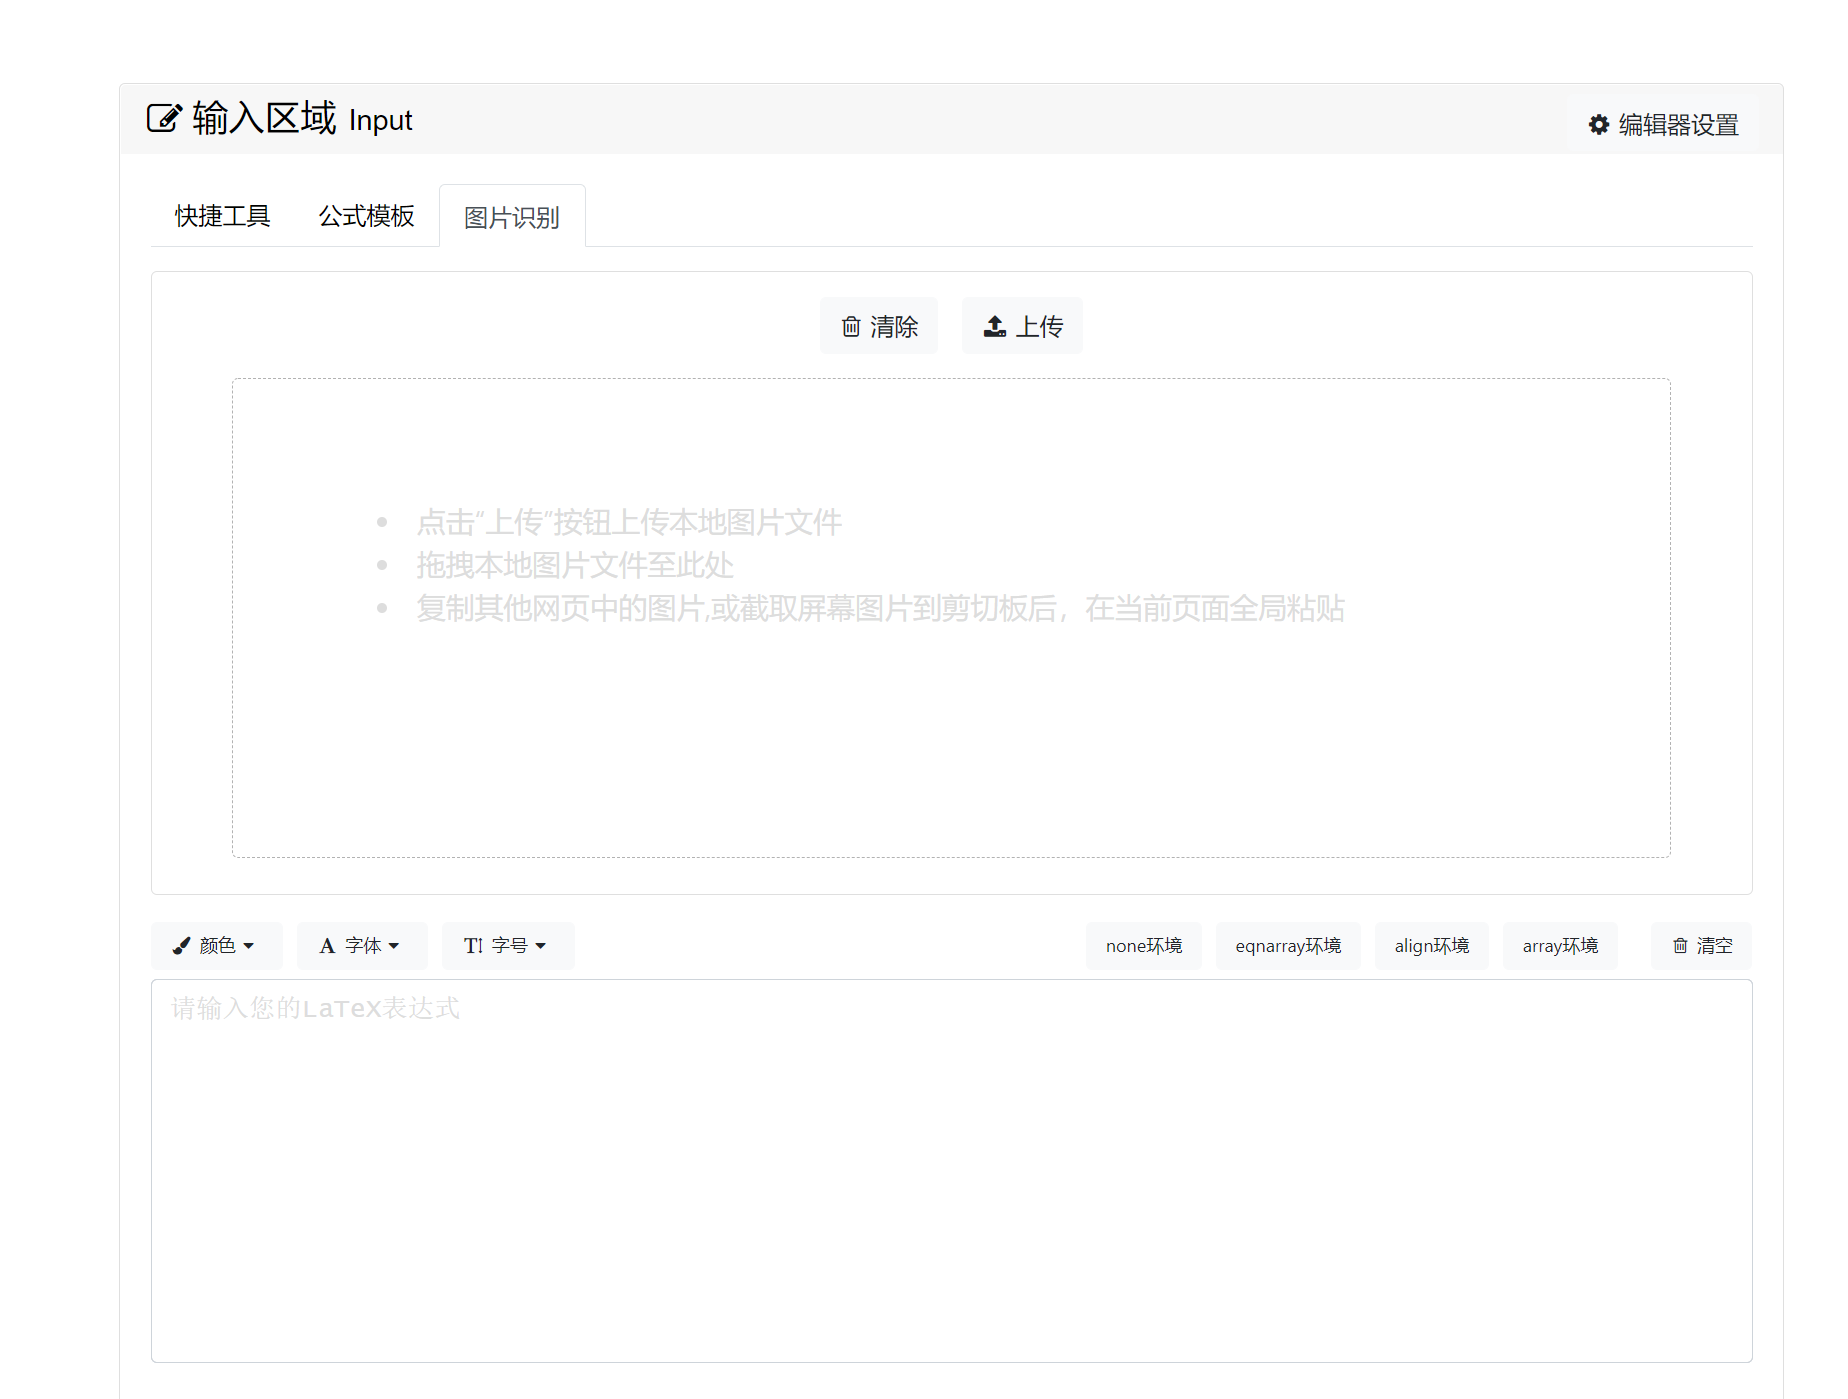 输入区域 Input
编辑器设置
快捷工具 公式模板 图片识别
清除 上传
点击“上传”按钮上传本地图片文件
拖拽本地图片文件至此处
复制其他网页中的图片,或截取屏幕图片到剪切板后，在当前页面全局粘贴
颜色 字体 字号 none环境 eqnarray环境 align环境 array环境 清空
请输入您的LaTeX表达式